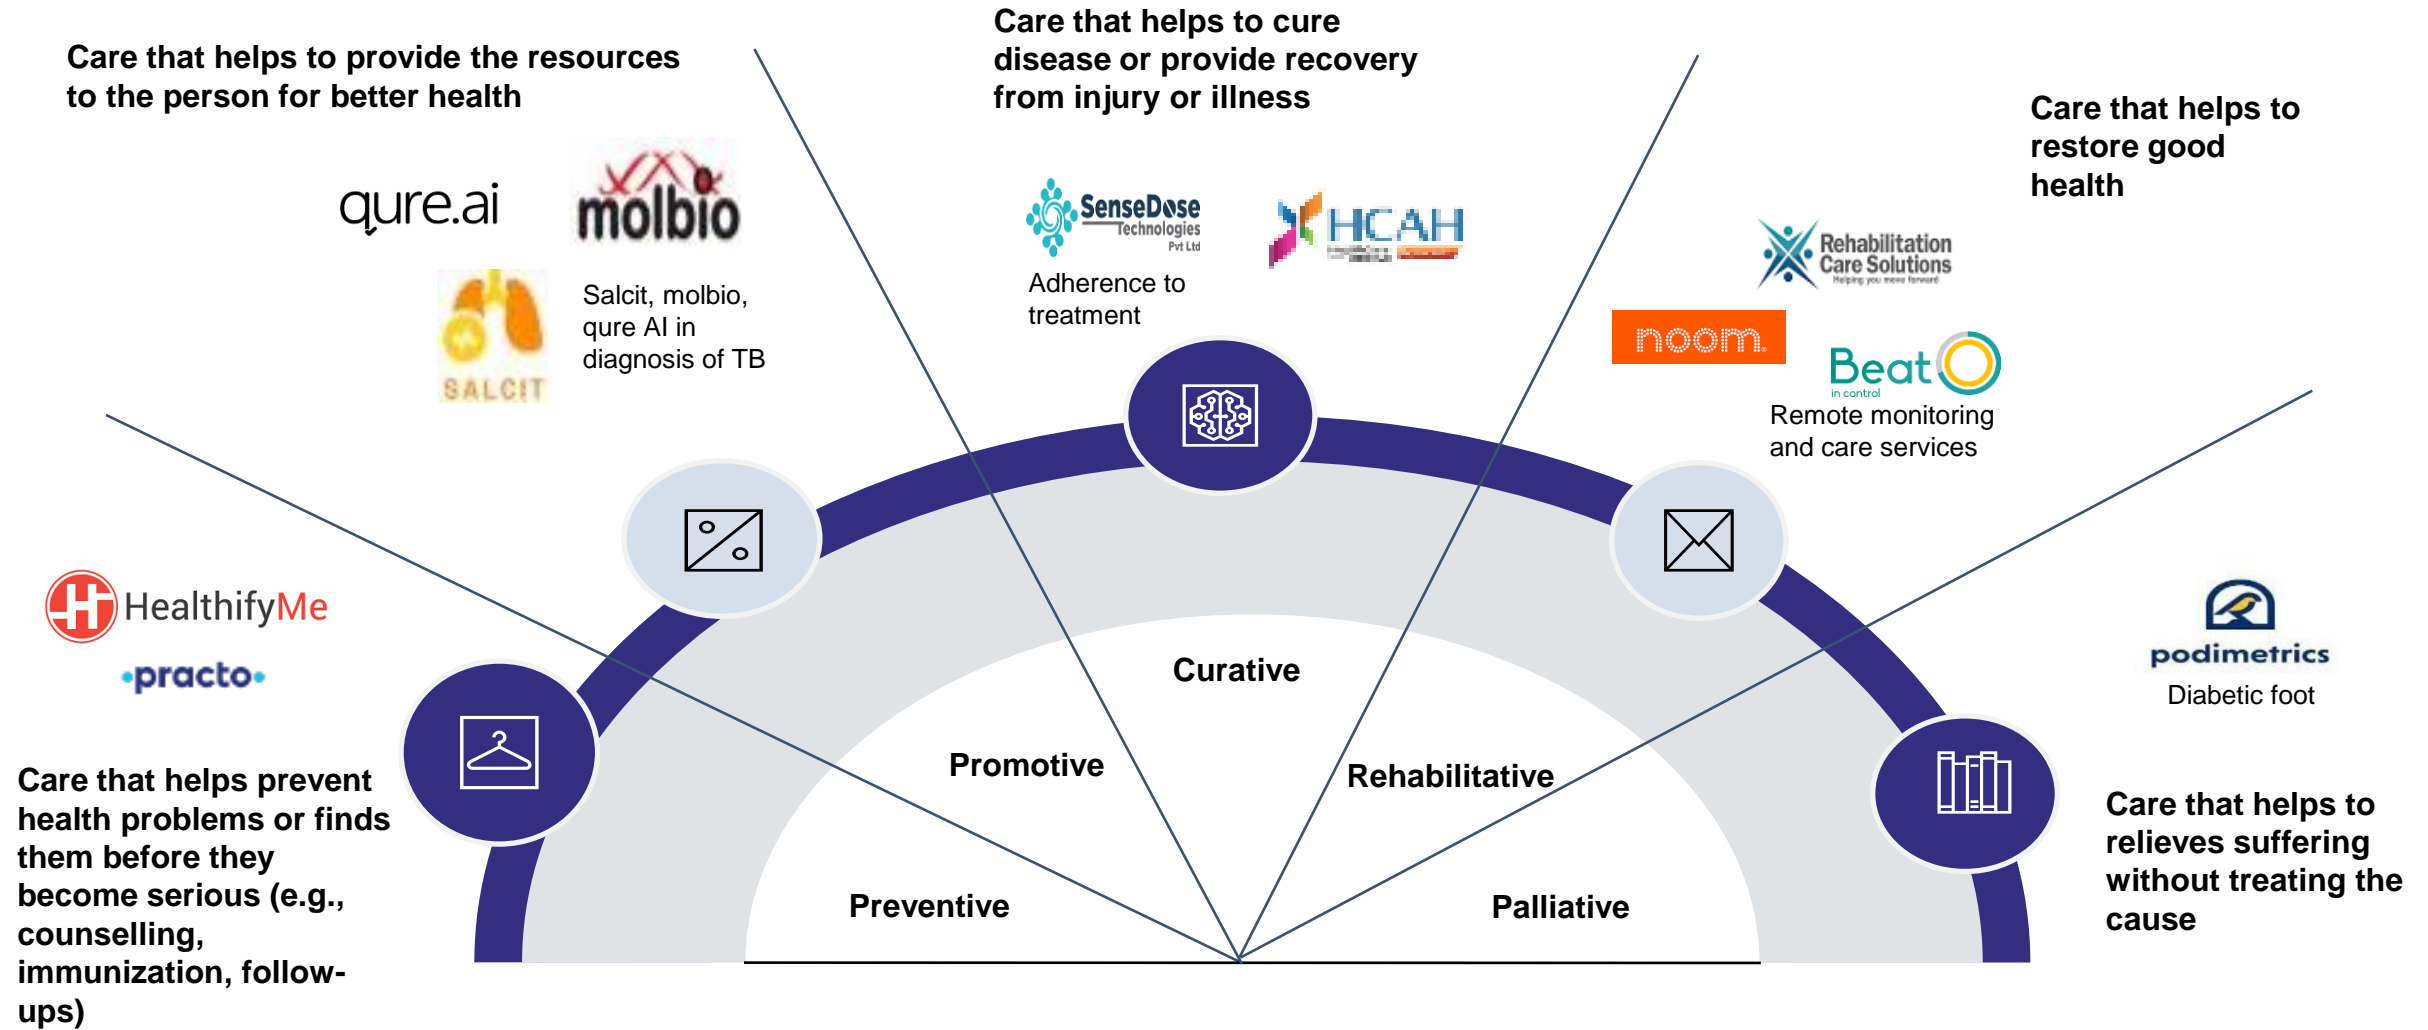 Care that helps to provide the resources
to the person for better health
qure.ai
molbio
SALCIT
Salcit, molbio,
qure AI in
diagnosis of TB
Care that helps to cure
disease or provide recovery
from injury or illness
SenseDose
Technologies
Pvt Ltd
HCAH
Adherence to
treatment
Care that helps to
restore good
health
Rehabilitation
Care Solutions
Helping you move forward
noom
BeatO
in control
Remote monitoring
and care services
HealthifyMe
practo
Care that helps prevent
health problems or finds
them before they
become serious (e.g.,
counselling,
immunization, follow-
ups)
Preventive
Promotive
Curative
Rehabilitative
Palliative
podimetrics
Diabetic foot
Care that helps to
relieves suffering
without treating the
cause